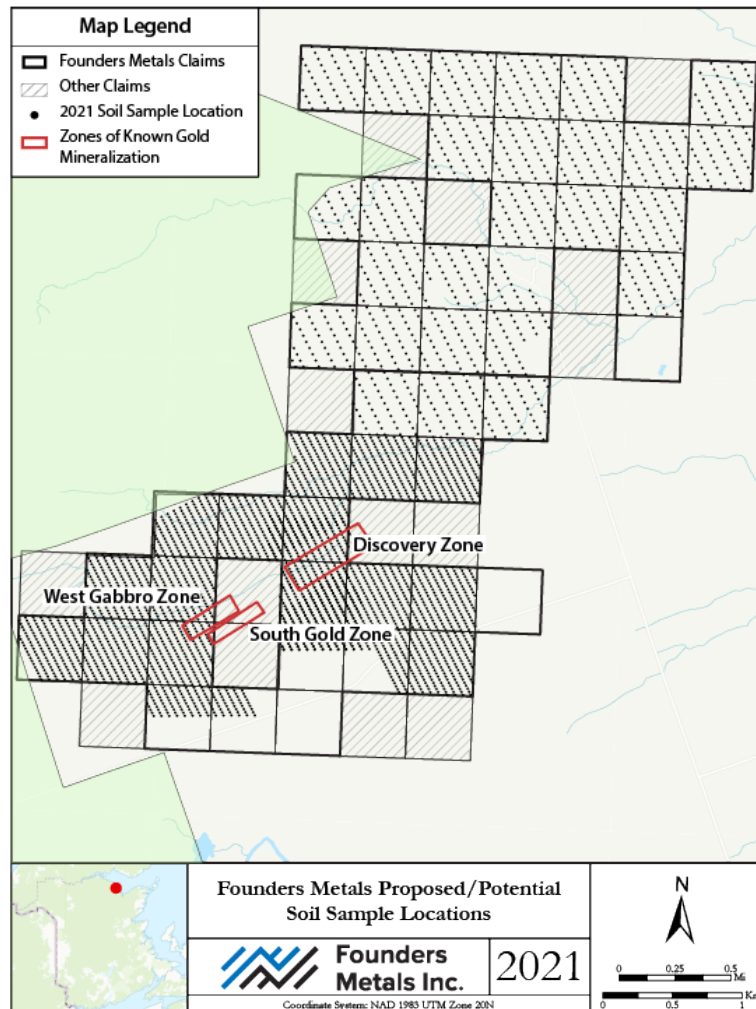 Map Legend
Founders Metals Claims
Other Claims
2021 Soil Sample Location
Zones of Known Gold
Mineralization
Discovery Zone
West Gabbro Zone
South Gold Zone
Founders Metals Proposed/Potential
Soil Sample Locations
Founders
Metals Inc.
2021
Coordinate System: NAD 1983 UTM Zone 20N
N
0 0.25 0.5
Mi
0 0.5 1